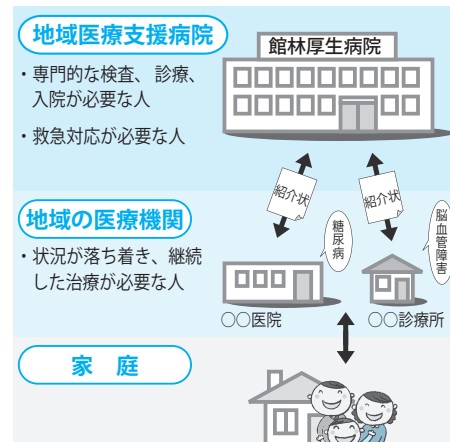 地域医療支援病院
館林厚生病院
・専門的な検査、診療、
入院が必要な人
・救急対応が必要な人
紹介状
紹介状
地域の医療機関
・状況が落ち着き、継続
した治療が必要な人
糖尿病
脳血管障害
○○医院
○○診療所
家　庭